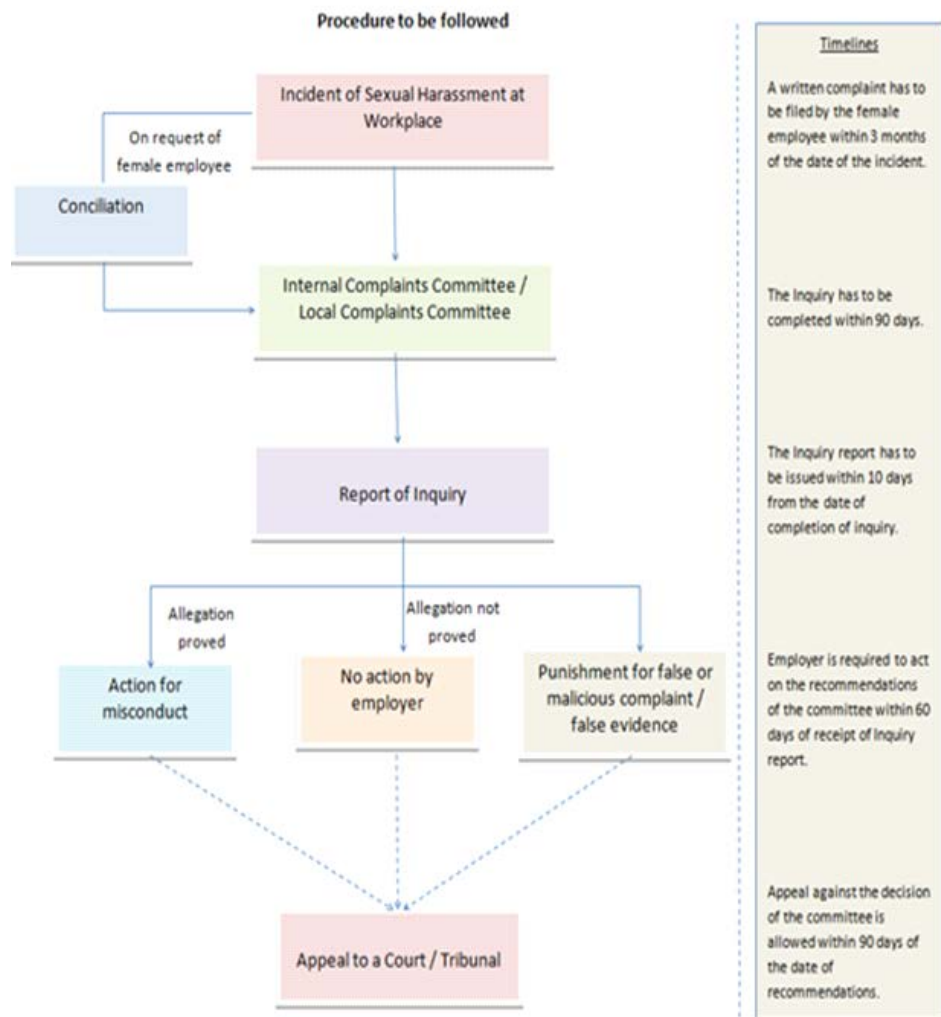 Procedure to be followed
Incident of Sexual Harassment at
Workplace
On request of
female employee
Conciliation
Internal Complaints Committee /
Local Complaints Committee
Report of Inquiry
Allegation
proved
Allegation not
proved
Action for
misconduct
No action by
employer
Punishment for false or
malicious complaint /
false evidence
Appeal to a Court / Tribunal
Timelines
A written complaint has to
be filed by the female
employee within 3 months
of the date of the incident.
The Inquiry has to be
completed within 90 days.
The Inquiry report has to
be issued within 10 days
from the date of
completion of inquiry.
Employer is required to act
on the recommendations
of the committee within 60
days of receipt of Inquiry
report.
Appeal against the decision
of the committee is
allowed within 90 days of
the date of
recommendations.